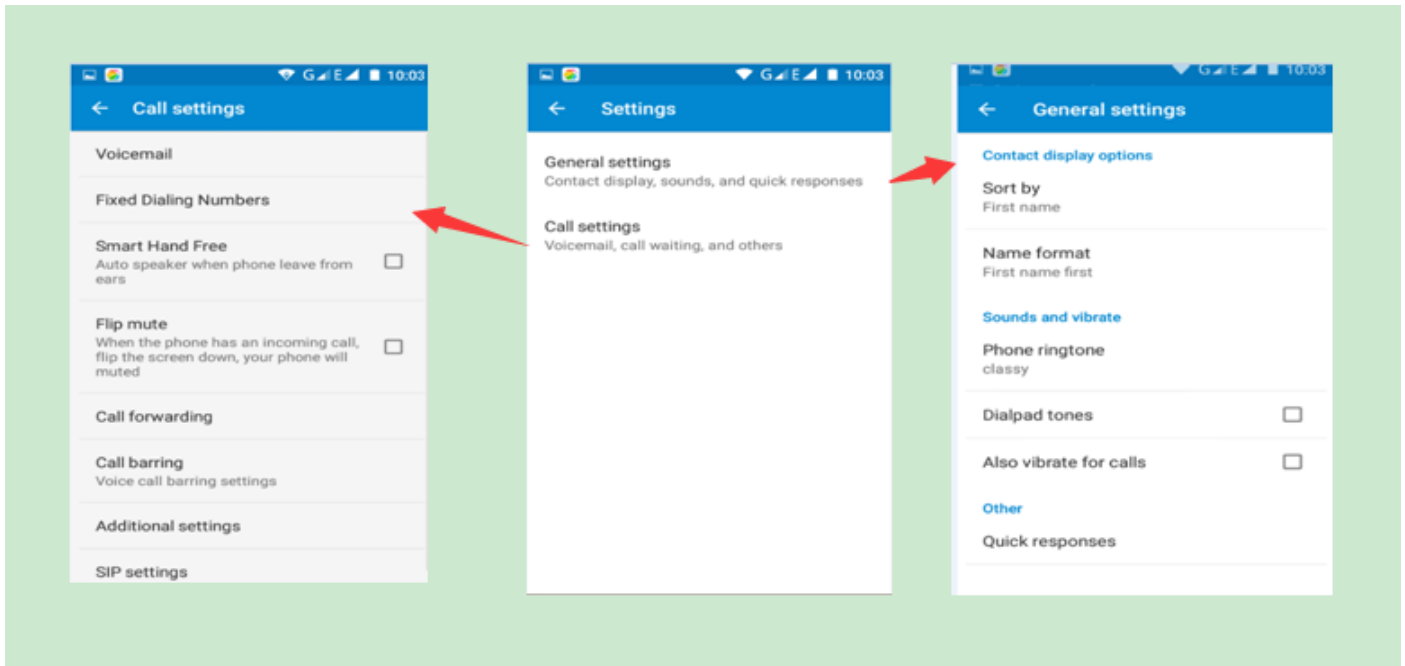 G E 10:03
Call settings
Voicemail
Fixed Dialing Numbers
Smart Hand Free
Auto speaker when phone leave from
ears
Flip mute
When the phone has an incoming call,
flip the screen down, your phone will
muted
Call forwarding
Call barring
Voice call barring settings
Additional settings
SIP settings
G E 10:03
Settings
General settings
Contact display, sounds, and quick responses
Call settings
Voicemail, call waiting, and others
G E 10:03
General settings
Contact display options
Sort by
First name
Name format
First name first
Sounds and vibrate
Phone ringtone
classy
Dialpad tones
Also vibrate for calls
Other
Quick responses